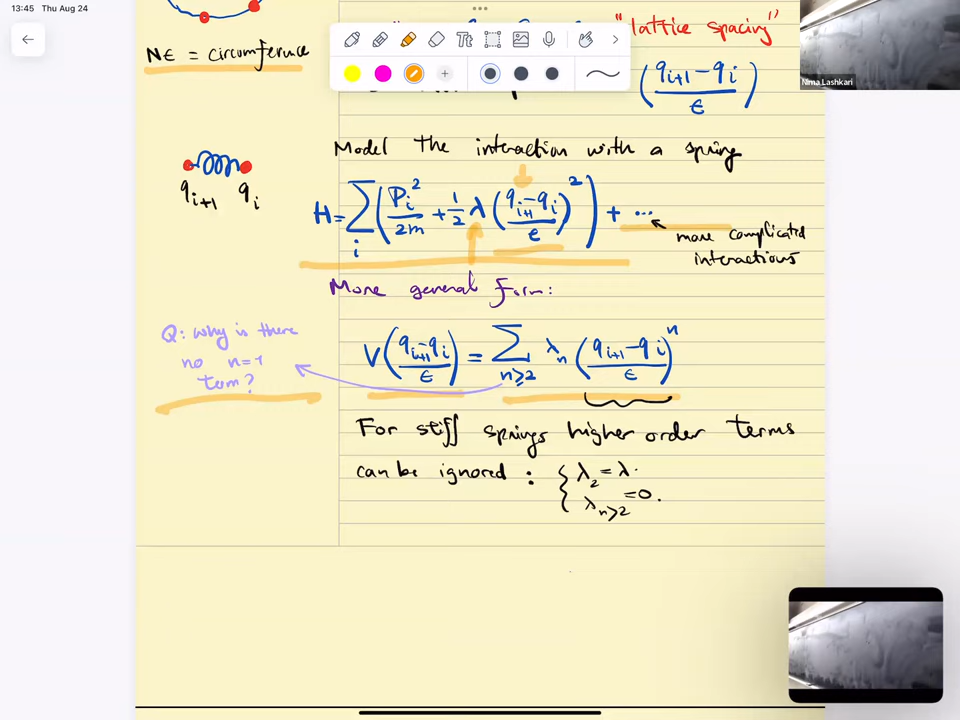 13:45 Thu Aug 24
"lattice spacing"
Nε = circumference
Nima Lashkari
(q_{i+1} - q_i / ε)
Model the interaction with a spring
q_{i+1} q_i
H = Σ_i (P_i² / 2m + 1/2 λ (q_{i+1} - q_i / ε)²) + ...
more complicated
interactions
More general form:
Q: why is there
no n=1
term?
V(q_{i+1} - q_i / ε) = Σ_{n≥2} λ_n (q_{i+1} - q_i / ε)^n
For stiff springs higher order terms
can be ignored : { λ_2 = λ.
λ_{n>2} = 0.